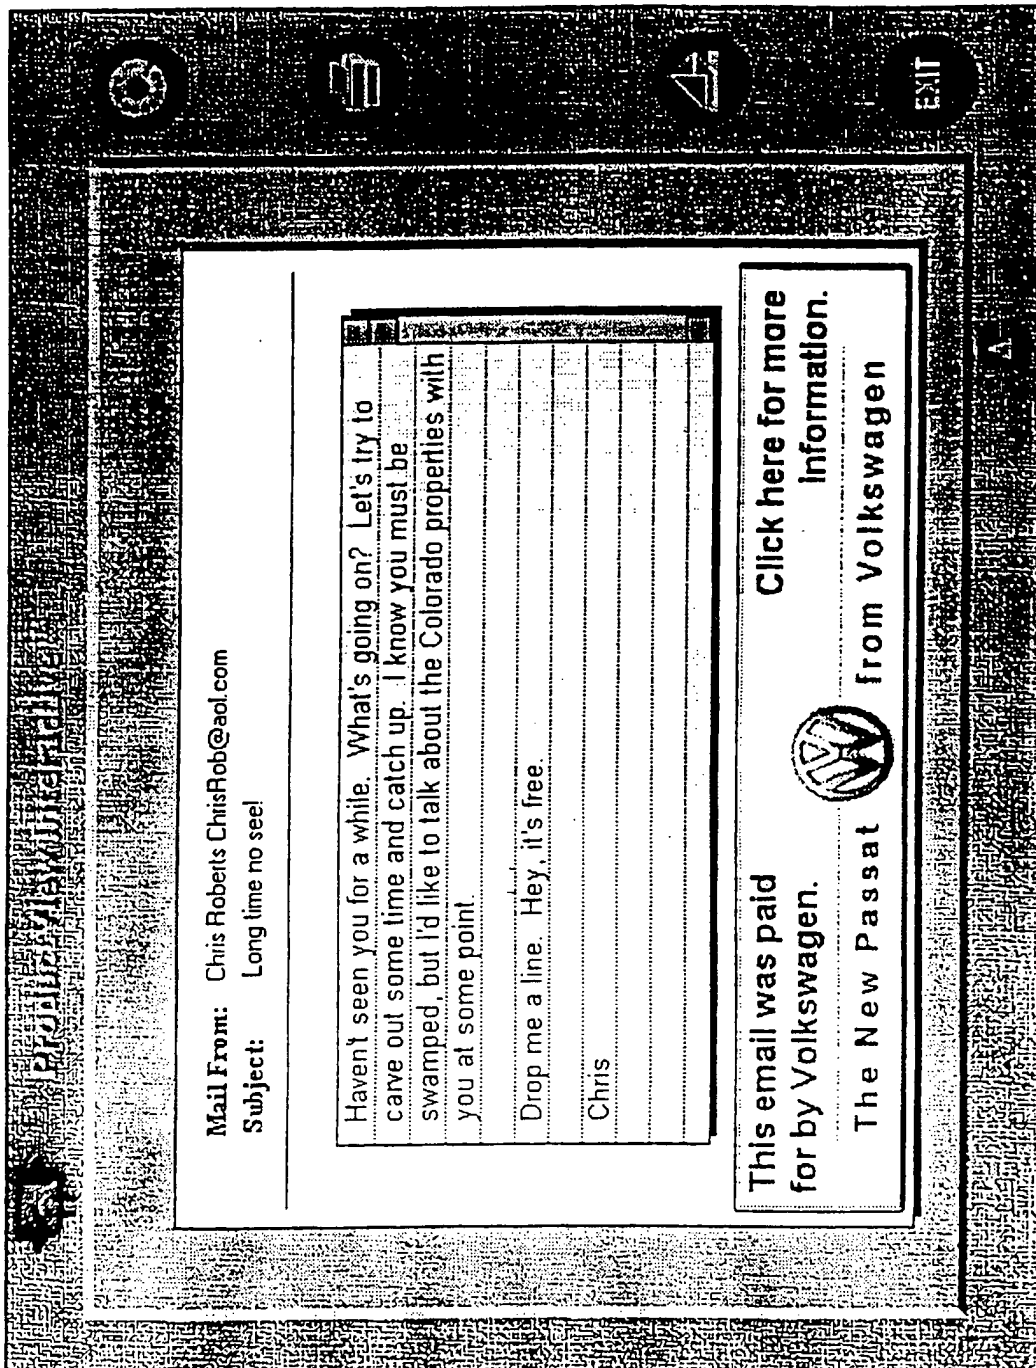 ProductViewInteractive
Mail From: Chris Roberts ChrisRob@aol.com
Subject: Long time no see!
Haven't seen you for a while. What's going on? Let's try to
carve out some time and catch up. I know you must be
swamped, but I'd like to talk about the Colorado properties with
you at some point.
Drop me a line. Hey, it's free.
Chris
This email was paid
for by Volkswagen.
Click here for more
information.
The New Passat
from Volkswagen
EXIT